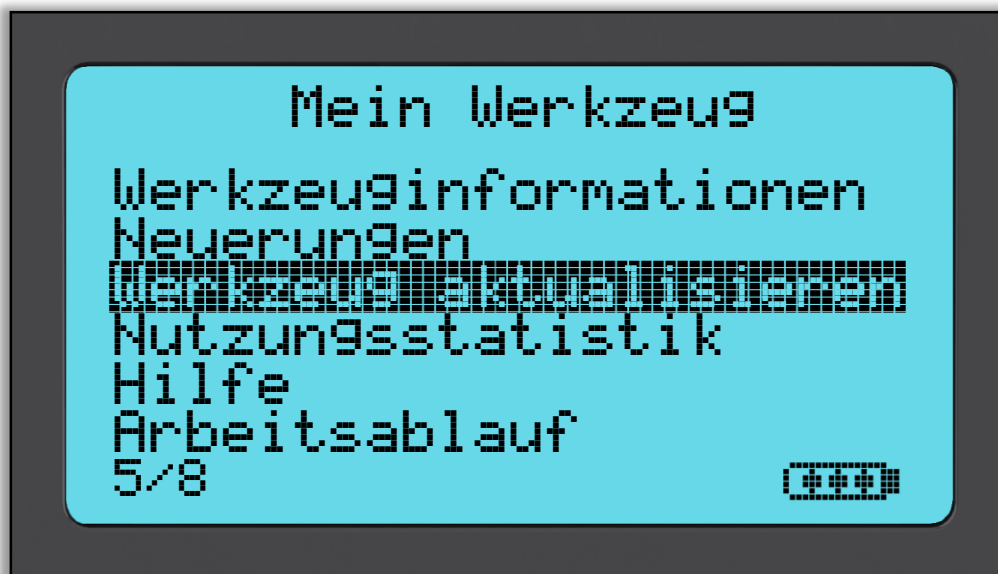 Mein Werkzeug
Werkzeuginformationen
Neuerungen
Werkzeug aktualisieren
Nutzungsstatistik
Hilfe
Arbeitsablauf
5/8